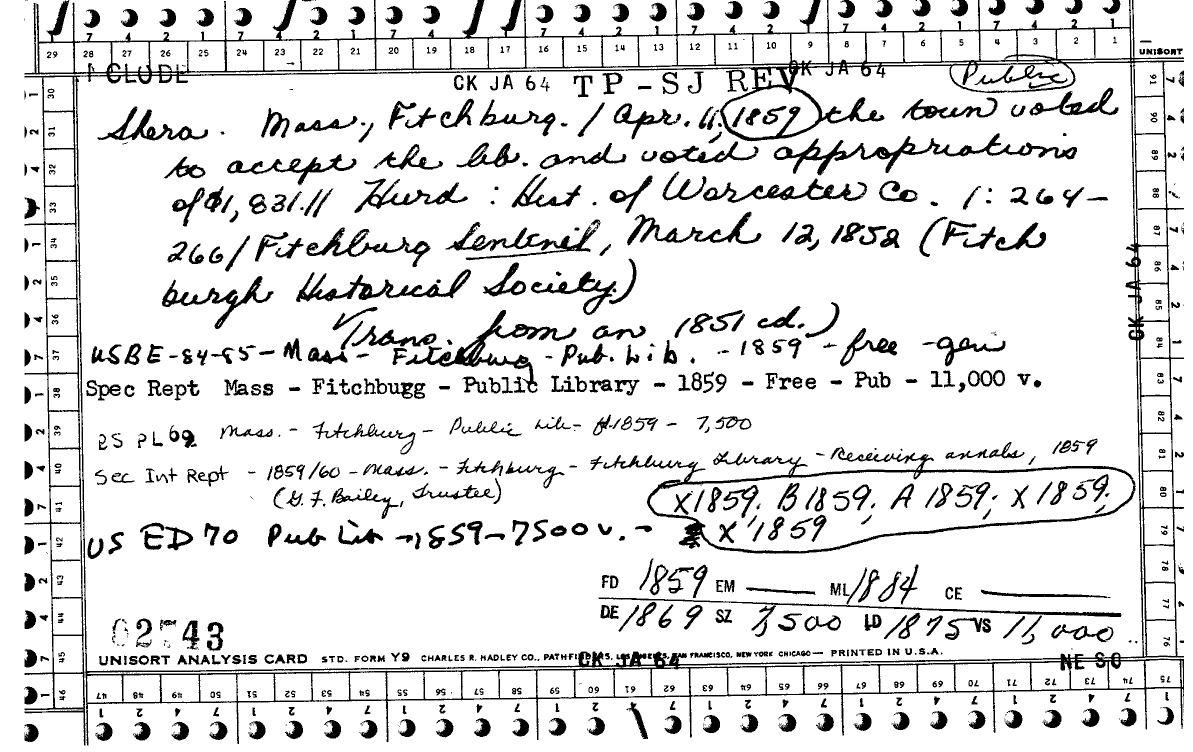 7 4 2 1 7 4 2 1 7 4 2 1 7 4 2 1 7 4 2 1 7 4 2 1 7 4 2 1
29 28 27 26 25 24 23 22 21 20 19 18 17 16 15 14 13 12 11 10 9 8 7 6 5 4 3 2 1 UNISORT
CLUDE CK JA 64 TP-SJ REV CK JA 64 Public
Shera. Mass., Fitchburg. / Apr. 11, 1859 the town voted
to accept the lib. and voted appropriations
of $1,831.11 Hurd: Hist. of Worcester Co. 1: 264-
266/Fitchburg Sentinel, March 12, 1852 (Fitch
burgh Historical Society)
Trans. from an 1851 ed.)
USBE-84-85-Mass- Fitchburg -Pub. Lib. -1859 -free -gen
Spec Rept Mass - Fitchbugg - Public Library - 1859 - Free - Pub - 11,000 v.
PL69 Mass. - Fitchburg - Public Lib- 1859 - 7,500
Sec Int Rept - 1859/60 - Mass. - Fitchburg - Fitchburg Library - Receiving annals, 1859
(G. F. Bailey, Trustee)
X1859; B1859; A1859; X1859;
X'1859
US ED 70 Pub Lib -1859-7500 v. -
FD 1859 EM ML 1884 CE
DE 1869 SZ 7,500 LD 1875 VS 11,000
02743
UNISORT ANALYSIS CARD STD. FORM Y9 CHARLES R. HADLEY CO., PATHFINDERS, LOS ANGELES, SAN FRANCISCO, NEW YORK CHICAGO — PRINTED IN U.S.A.
CK JA 64 NE SO
CK JA 64
30 31 32 33 34 35 36 37 38 39 40 41 42 43 44 45 46
91 90 89 88 87 86 85 84 83 82 81 80 79 78 77 76 75
47 48 49 50 51 52 53 54 55 56 57 58 59 60 61 62 63 64 65 66 67 68 69 70 71 72 73 74